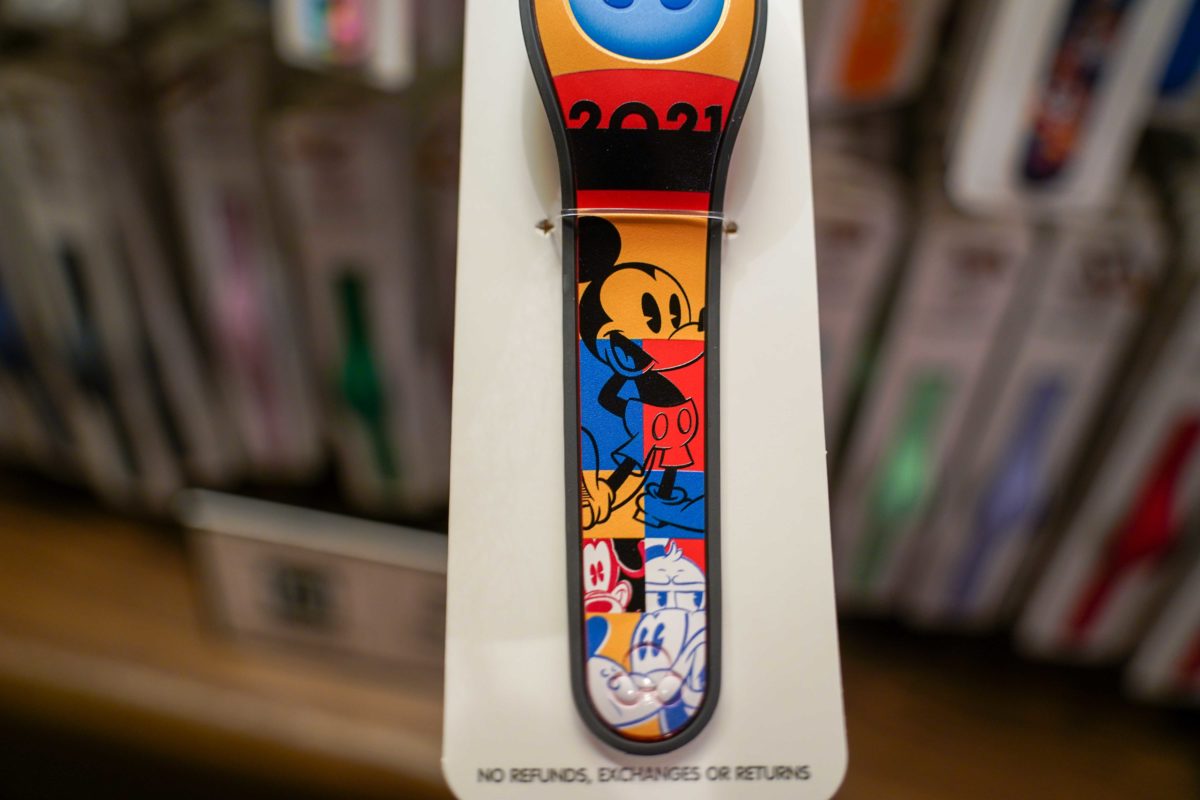 2021
NO REFUNDS, EXCHANGES OR RETURNS